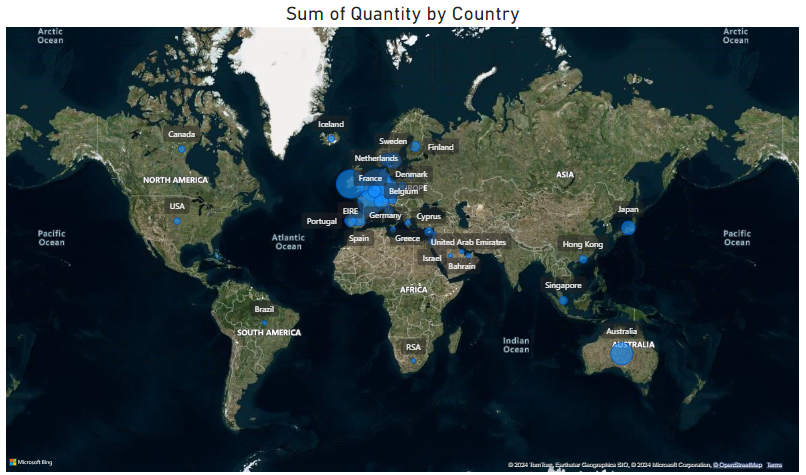 Sum of Quantity by Country
Arctic
Ocean
Arctic
Ocean
Iceland
Canada
Sweden
Finland
Netherlands
Denmark
France
ASIA
NORTH AMERICA
Belgium
USA
EIRE
Germany
Cyprus
Japan
Portugal
Pacific
Ocean
Atlantic
Ocean
Spain
Greece
United Arab Emirates
Hong Kong
Pacific
Ocean
Israel
Bahrain
Singapore
AFRICA
Brazil
SOUTH AMERICA
Australia
AUSTRALIA
RSA
Indian
Ocean
Microsoft Bing
© 2024 TomTom, Earthstar Geographics SIO, © 2024 Microsoft Corporation, © OpenStreetMap Terms